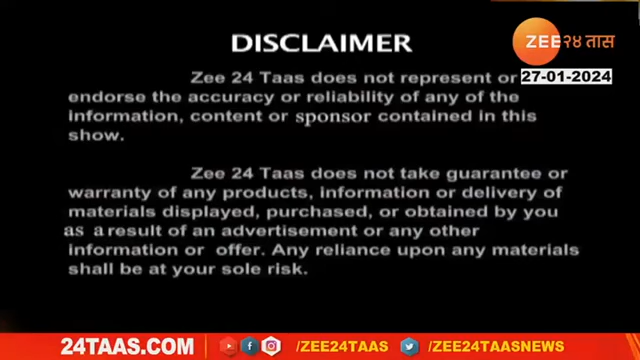 DISCLAIMER
ZEE २४ तास
27-01-2024
Zee 24 Taas does not represent or
endorse the accuracy or reliability of any of the
information, content or sponsor contained in this
show.
Zee 24 Taas does not take guarantee or
warranty of any products, information or delivery of
materials displayed, purchased, or obtained by you
as a result of an advertisement or any other
information or offer. Any reliance upon any materials
shall be at your sole risk.
24TAAS.COM /ZEE24TAAS /ZEE24TAASNEWS